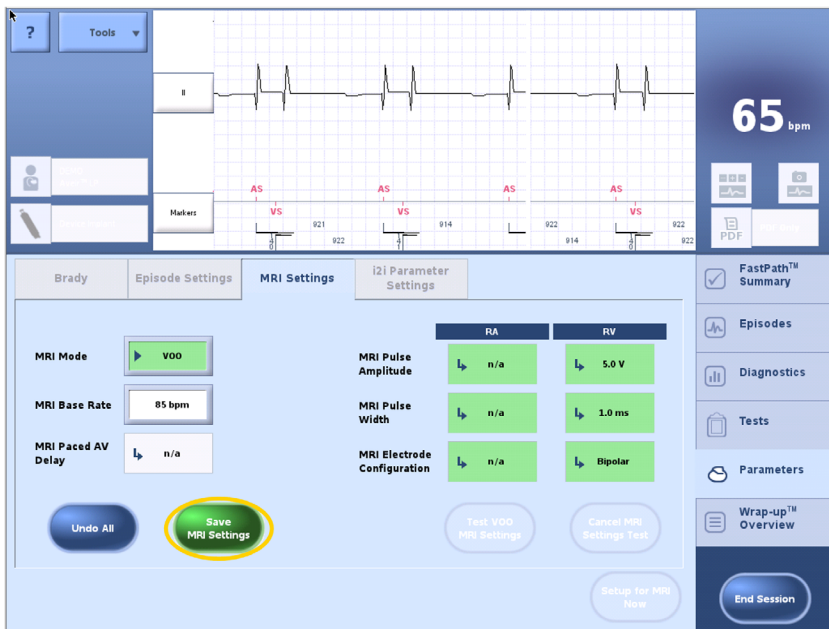 ?
Tools
II
65 bpm
AS
AS
AS
AS
Markers
VS
VS
VS
921
914
922
922
922
914
922
PDF
Brady
Episode Settings
MRI Settings
i2i Parameter
Settings
FastPath™
Summary
Episodes
Diagnostics
Tests
Parameters
Wrap-up™
Overview
RA
RV
MRI Mode
VOO
MRI Pulse
Amplitude
n/a
5.0 V
MRI Base Rate
85 bpm
MRI Pulse
Width
n/a
1.0 ms
MRI Paced AV
Delay
n/a
MRI Electrode
Configuration
n/a
Bipolar
Undo All
Save
MRI Settings
Test VOO
MRI Settings
Cancel MRI
Settings Test
Setup for MRI
Now
End Session